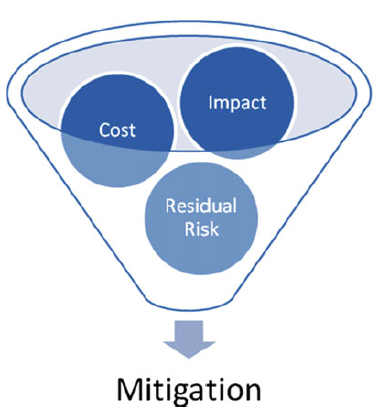 Impact
Cost
Residual
Risk
Mitigation